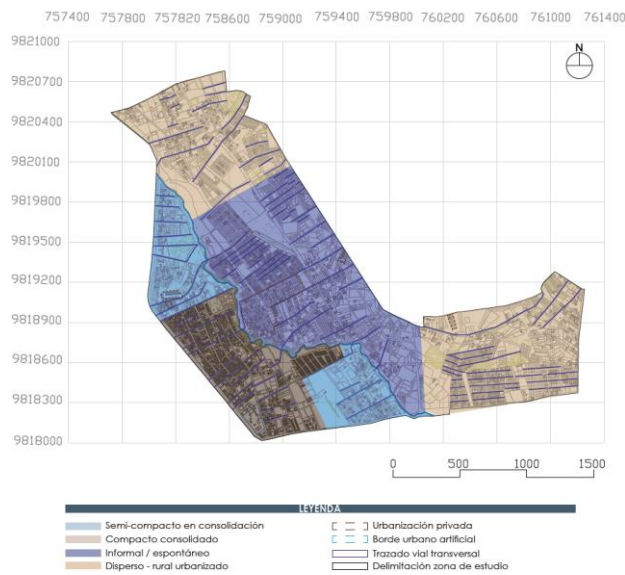 757400 757800 758200 758600 759000 759400 759800 760200 760600 761000 761400
9821000
N
9820700
9820400
9820100
9819800
9819500
9819200
9818900
9818600
9818300
9818000
0 500 1000 1500
LEYENDA
Semi-compacto en consolidación
Compacto consolidado
Informal / espontáneo
Disperso - rural urbanizado
Urbanización privada
Borde urbano artificial
Trazado vial transversal
Delimitación zona de estudio